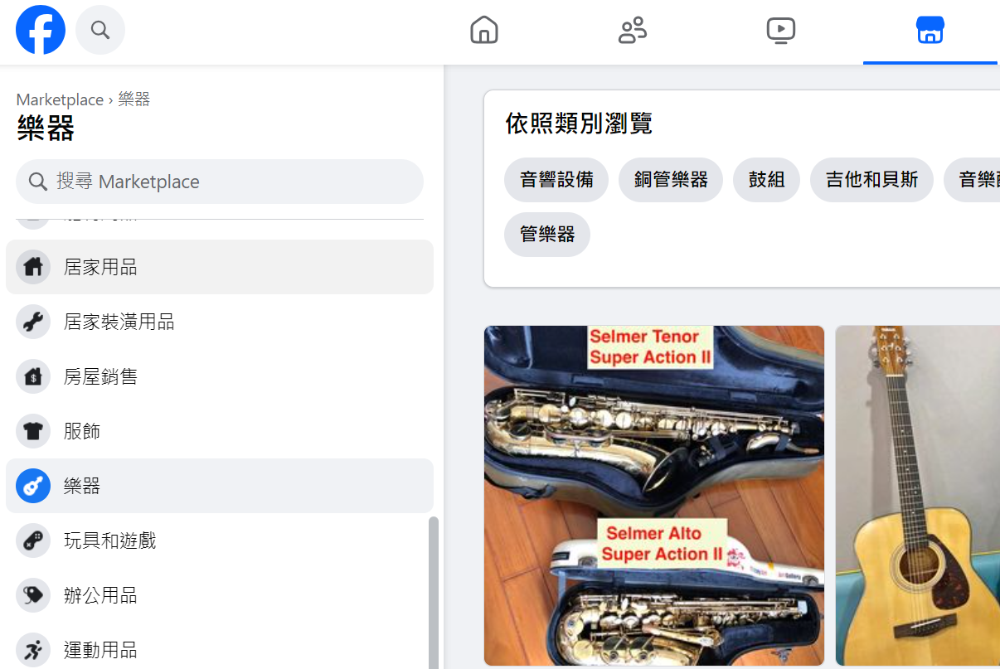 Marketplace › 樂器
樂器
搜尋 Marketplace
居家用品
居家裝潢用品
房屋銷售
服飾
樂器
玩具和遊戲
辦公用品
運動用品
依照類別瀏覽
音響設備
銅管樂器
鼓組
吉他和貝斯
音樂
管樂器
Selmer Tenor
Super Action II
Selmer Alto
Super Action II